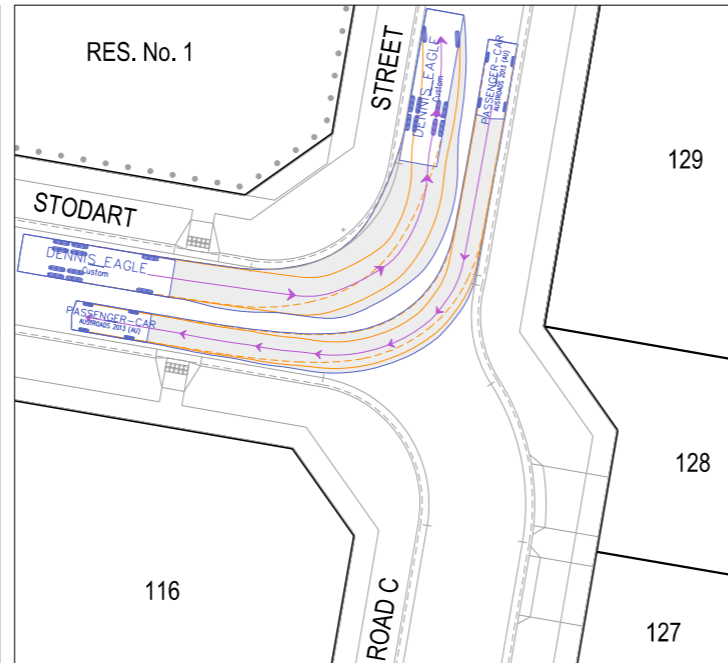 RES. No. 1
STREET
DENNIS_EAGLE
Custom
PASSENGER-CAR
AUSTROADS 2013 (AU)
129
STODART
DENNIS_EAGLE
Custom
PASSENGER-CAR
AUSTROADS 2013 (AU)
128
116
ROAD C
127